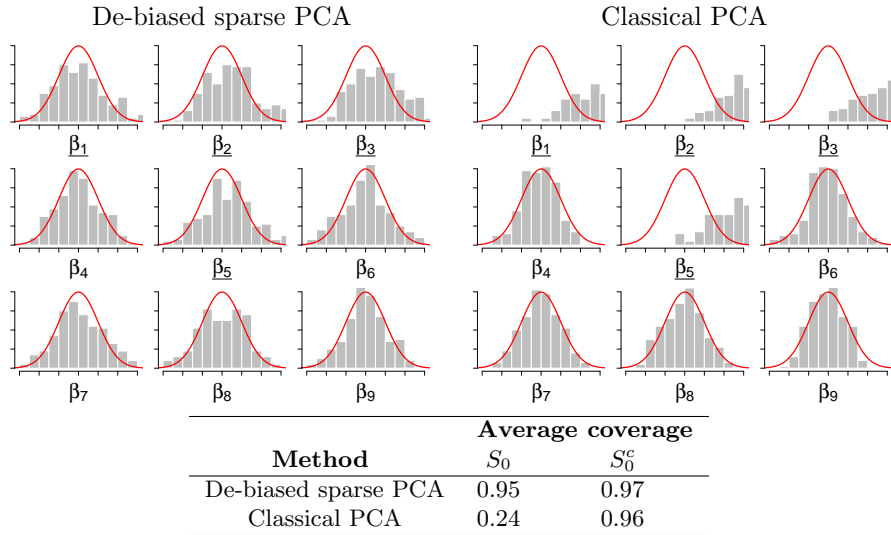 De-biased sparse PCA Classical PCA
β1 β2 β3 β1 β2 β3
β4 β5 β6 β4 β5 β6
β7 β8 β9 β7 β8 β9
Average coverage
Method S0 S0^c
De-biased sparse PCA 0.95 0.97
Classical PCA 0.24 0.96